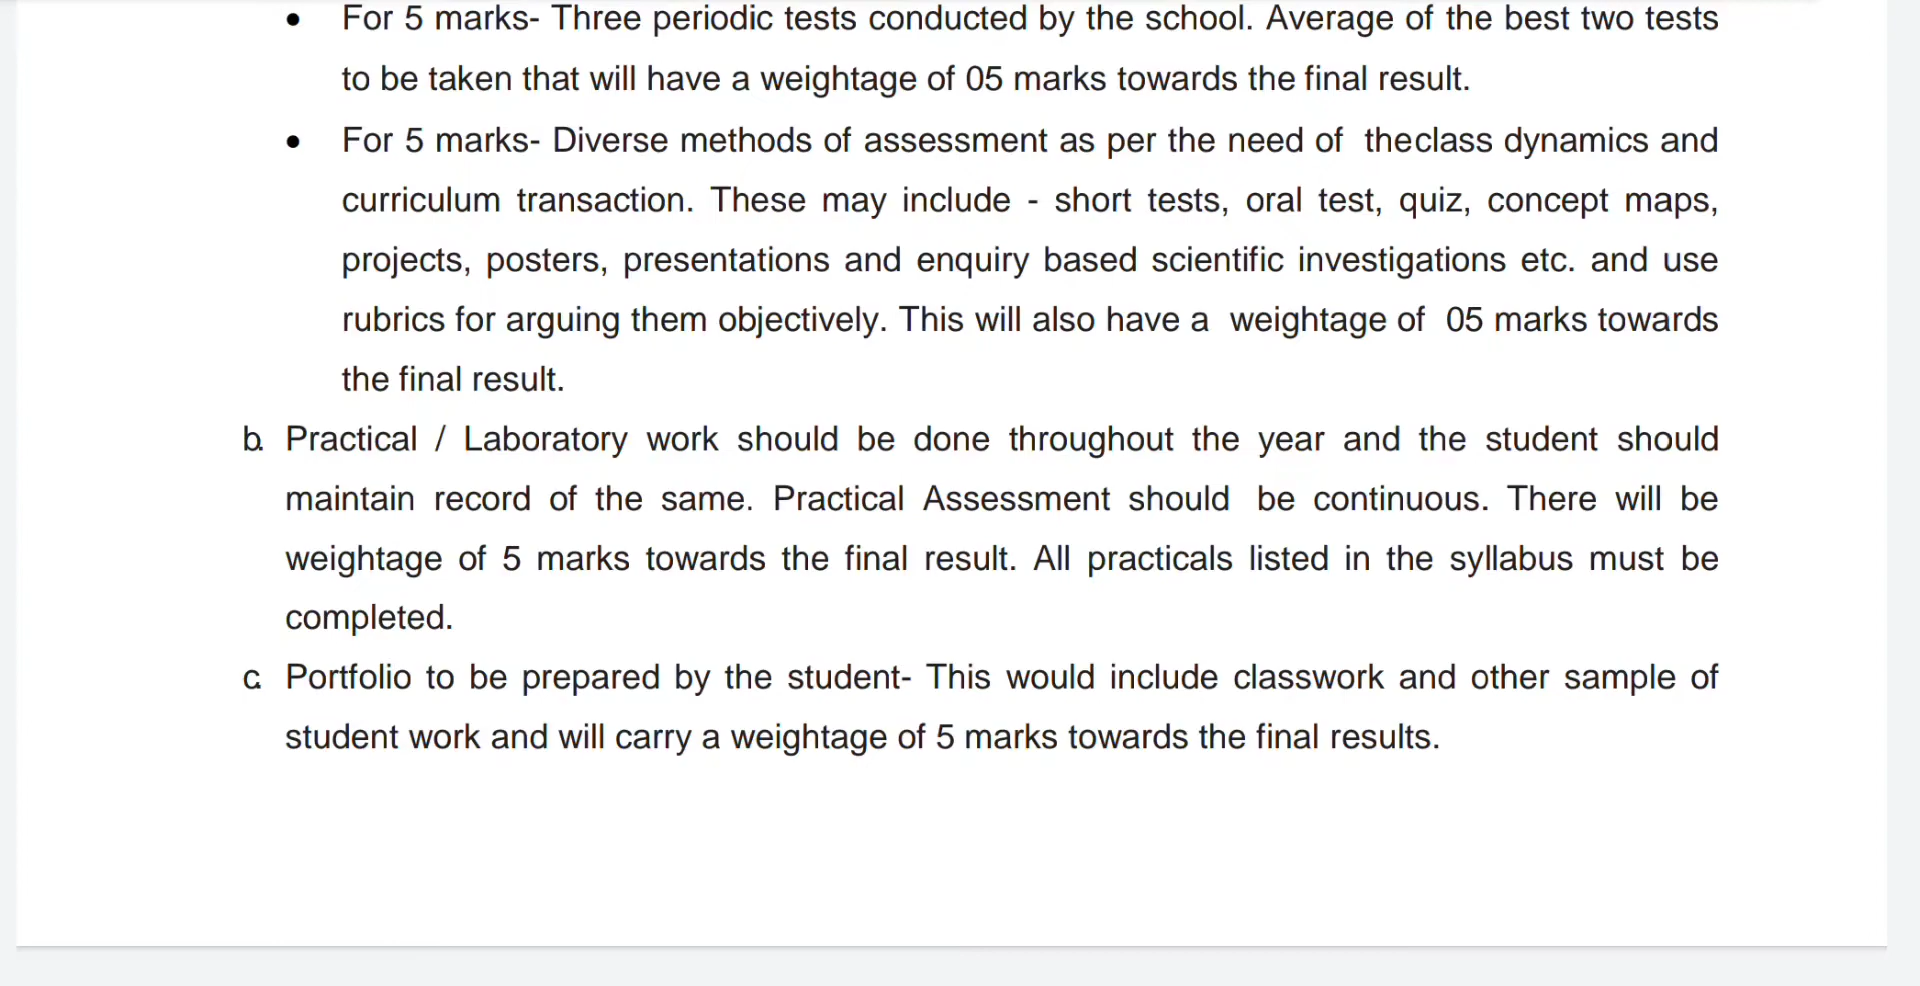 • For 5 marks- Three periodic tests conducted by the school. Average of the best two tests
to be taken that will have a weightage of 05 marks towards the final result.
• For 5 marks- Diverse methods of assessment as per the need of theclass dynamics and
curriculum transaction. These may include - short tests, oral test, quiz, concept maps,
projects, posters, presentations and enquiry based scientific investigations etc. and use
rubrics for arguing them objectively. This will also have a weightage of 05 marks towards
the final result.
b. Practical / Laboratory work should be done throughout the year and the student should
maintain record of the same. Practical Assessment should be continuous. There will be
weightage of 5 marks towards the final result. All practicals listed in the syllabus must be
completed.
c. Portfolio to be prepared by the student- This would include classwork and other sample of
student work and will carry a weightage of 5 marks towards the final results.